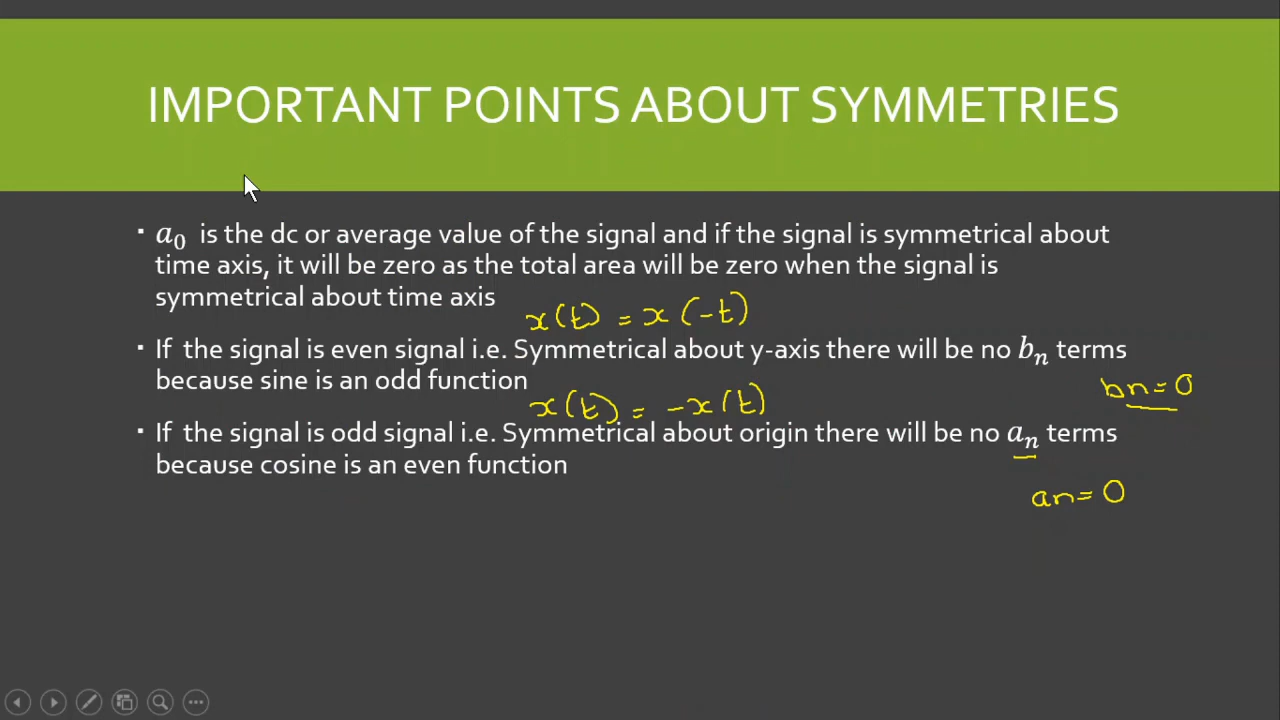 IMPORTANT POINTS ABOUT SYMMETRIES
▪ a₀ is the dc or average value of the signal and if the signal is symmetrical about
time axis, it will be zero as the total area will be zero when the signal is
symmetrical about time axis
x(t) = x(-t)
▪ If the signal is even signal i.e. Symmetrical about y-axis there will be no bₙ terms
because sine is an odd function
bn=0
x(t) = -x(t)
▪ If the signal is odd signal i.e. Symmetrical about origin there will be no aₙ terms
because cosine is an even function
an=0